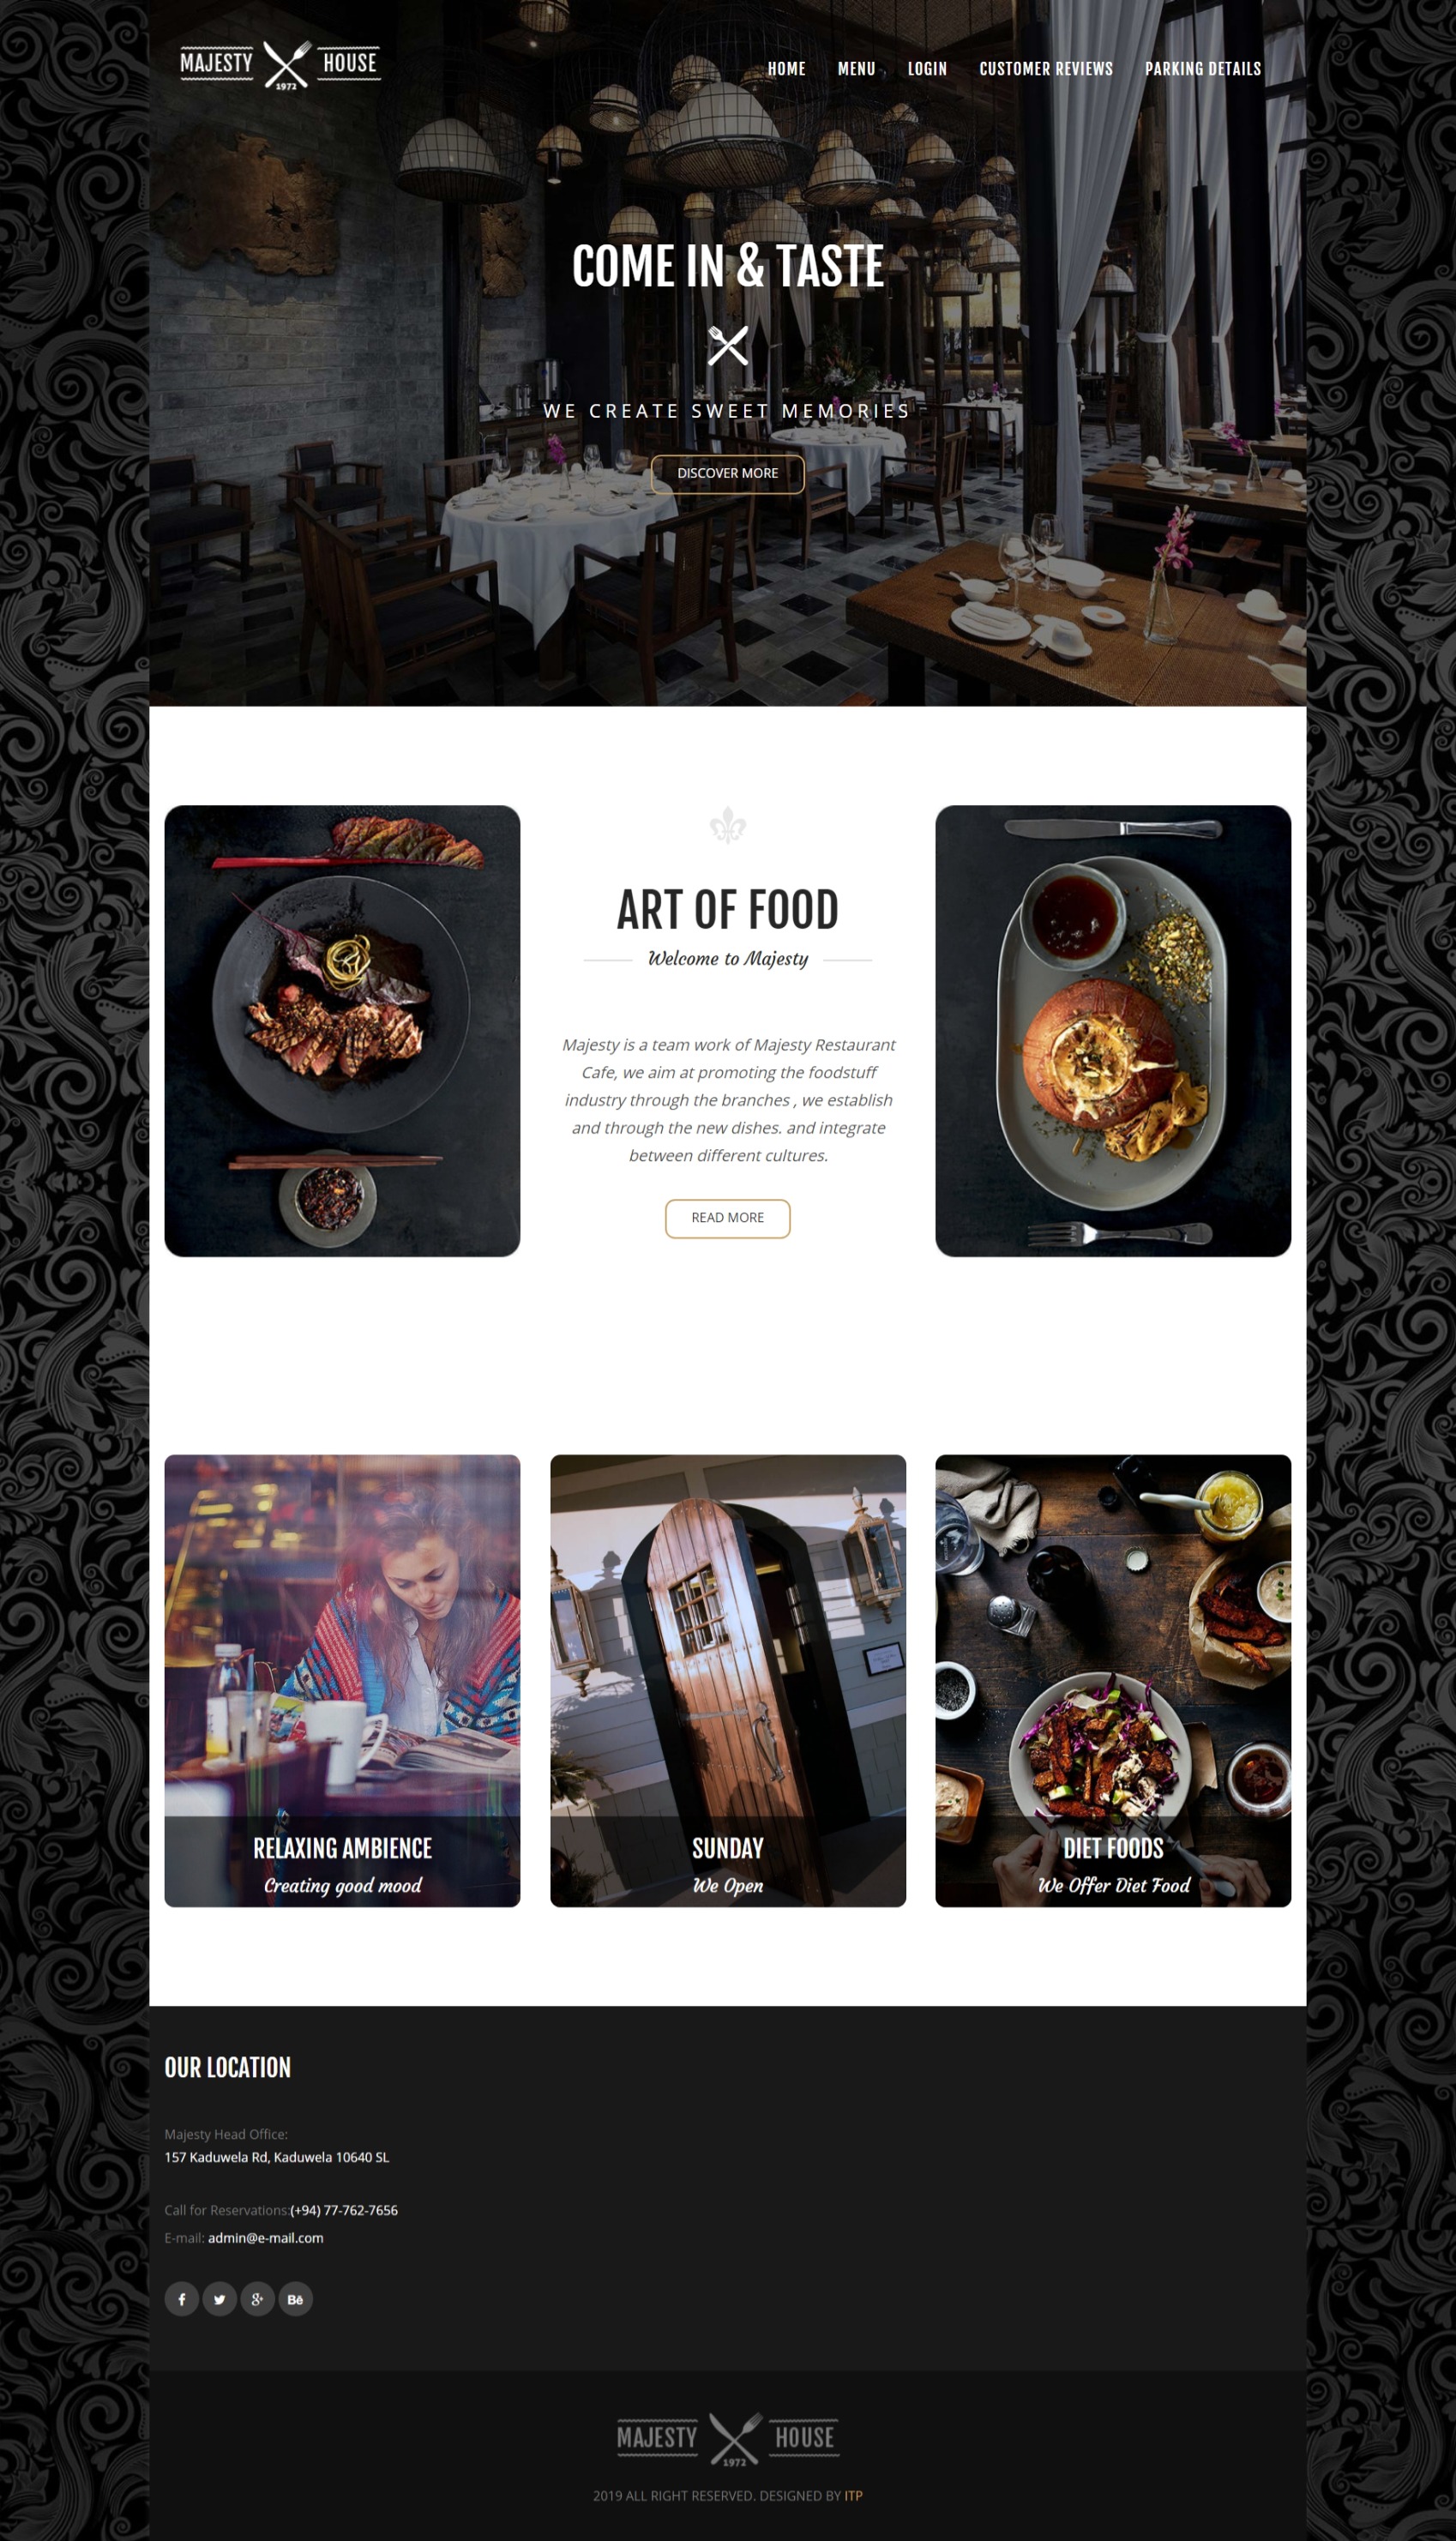 MAJESTY HOUSE
1972
HOME MENU LOGIN CUSTOMER REVIEWS PARKING DETAILS
COME IN & TASTE
WE CREATE SWEET MEMORIES
DISCOVER MORE
ART OF FOOD
Welcome to Majesty
Majesty is a team work of Majesty Restaurant
Cafe, we aim at promoting the foodstuff
industry through the branches , we establish
and through the new dishes. and integrate
between different cultures.
READ MORE
RELAXING AMBIENCE
Creating good mood
SUNDAY
We Open
DIET FOODS
We Offer Diet Food
OUR LOCATION
Majesty Head Office:
157 Kaduwela Rd, Kaduwela 10640 SL
Call for Reservations:(+94) 77-762-7656
E-mail: admin@e-mail.com
MAJESTY HOUSE
1972
2019 ALL RIGHT RESERVED. DESIGNED BY ITP